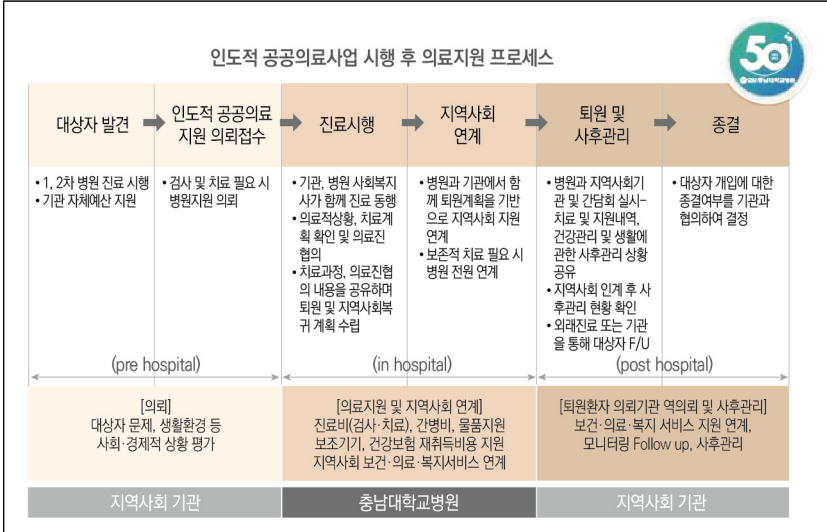 인도적 공공의료사업 시행 후 의료지원 프로세스
50
충남대학교병원
대상자 발견
인도적 공공의료
지원 의뢰접수
진료시행
지역사회
연계
퇴원 및
사후관리
종결
• 1, 2차 병원 진료 시행
• 기관 자체예산 지원
• 검사 및 치료 필요 시
병원지원 의뢰
• 기관, 병원 사회복지
사가 함께 진료 동행
• 의료적상황, 치료계
획 확인 및 의료진
협의
• 치료과정, 의료진협
의 내용을 공유하며
퇴원 및 지역사회복
귀 계획 수립
• 병원과 기관에서 함
께 퇴원계획을 기반
으로 지역사회 지원
연계
• 보존적 치료 필요 시
병원 전원 연계
• 병원과 지역사회기
관 및 간담회 실시-
치료 및 지원내역,
건강관리 및 생활에
관한 사후관리 상황
공유
• 지역사회 인계 후 사
후관리 현황 확인
• 외래진료 또는 기관
을 통해 대상자 F/U
• 대상자 개입에 대한
종결여부를 기관과
협의하여 결정
(pre hospital)
(in hospital)
(post hospital)
[의뢰]
대상자 문제, 생활환경 등
사회·경제적 상황 평가
[의료지원 및 지역사회 연계]
진료비(검사·치료), 간병비, 물품지원
보조기기, 건강보험 재취득비용 지원
지역사회 보건·의료·복지서비스 연계
[퇴원환자 의뢰기관 역의뢰 및 사후관리]
보건·의료·복지 서비스 지원 연계,
모니터링 Follow up, 사후관리
지역사회 기관
충남대학교병원
지역사회 기관